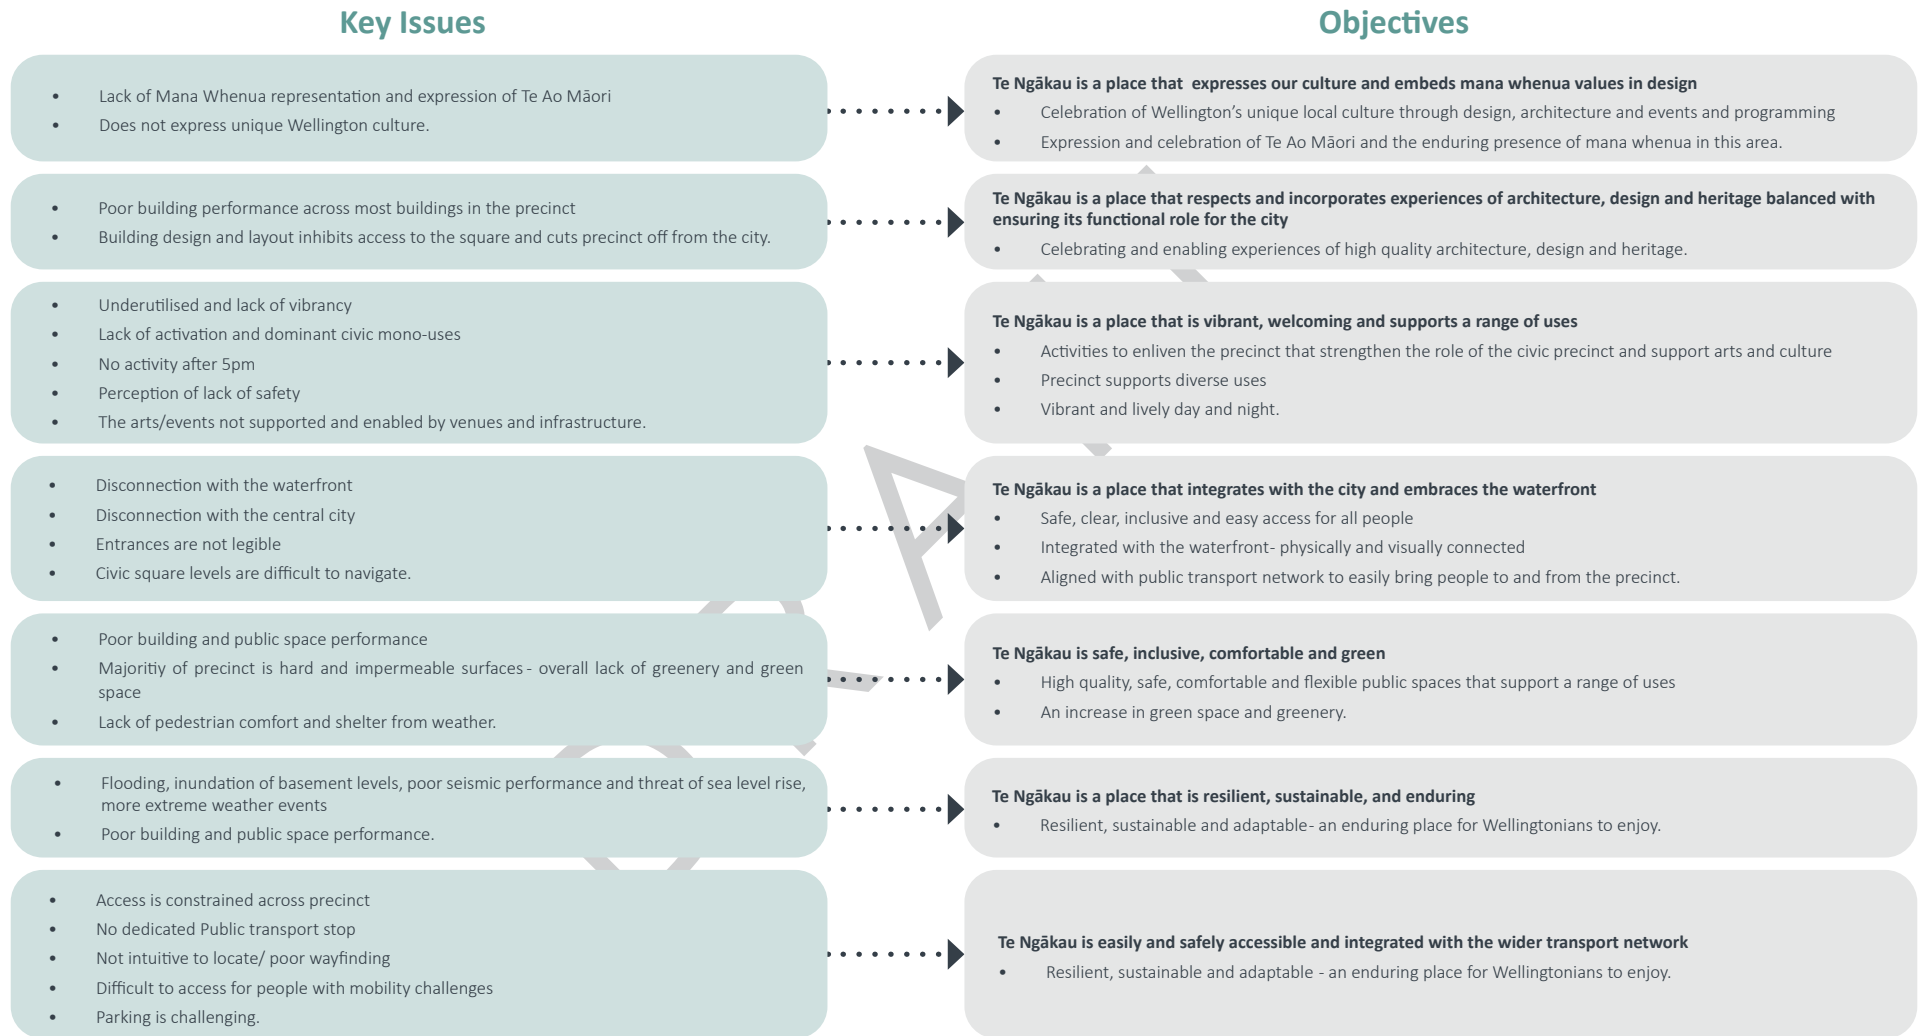 Key Issues
Objectives
• Lack of Mana Whenua representation and expression of Te Ao Māori
• Does not express unique Wellington culture.
Te Ngākau is a place that expresses our culture and embeds mana whenua values in design
• Celebration of Wellington's unique local culture through design, architecture and events and programming
• Expression and celebration of Te Ao Māori and the enduring presence of mana whenua in this area.
• Poor building performance across most buildings in the precinct
• Building design and layout inhibits access to the square and cuts precinct off from the city.
Te Ngākau is a place that respects and incorporates experiences of architecture, design and heritage balanced with
ensuring its functional role for the city
• Celebrating and enabling experiences of high quality architecture, design and heritage.
• Underutilised and lack of vibrancy
• Lack of activation and dominant civic mono-uses
• No activity after 5pm
• Perception of lack of safety
• The arts/events not supported and enabled by venues and infrastructure.
Te Ngākau is a place that is vibrant, welcoming and supports a range of uses
• Activities to enliven the precinct that strengthen the role of the civic precinct and support arts and culture
• Precinct supports diverse uses
• Vibrant and lively day and night.
• Disconnection with the waterfront
• Disconnection with the central city
• Entrances are not legible
• Civic square levels are difficult to navigate.
Te Ngākau is a place that integrates with the city and embraces the waterfront
• Safe, clear, inclusive and easy access for all people
• Integrated with the waterfront- physically and visually connected
• Aligned with public transport network to easily bring people to and from the precinct.
• Poor building and public space performance
• Majoritiy of precinct is hard and impermeable surfaces - overall lack of greenery and green
space
• Lack of pedestrian comfort and shelter from weather.
Te Ngākau is safe, inclusive, comfortable and green
• High quality, safe, comfortable and flexible public spaces that support a range of uses
• An increase in green space and greenery.
• Flooding, inundation of basement levels, poor seismic performance and threat of sea level rise,
more extreme weather events
• Poor building and public space performance.
Te Ngākau is a place that is resilient, sustainable, and enduring
• Resilient, sustainable and adaptable- an enduring place for Wellingtonians to enjoy.
• Access is constrained across precinct
• No dedicated Public transport stop
• Not intuitive to locate/ poor wayfinding
• Difficult to access for people with mobility challenges
• Parking is challenging.
Te Ngākau is easily and safely accessible and integrated with the wider transport network
• Resilient, sustainable and adaptable - an enduring place for Wellingtonians to enjoy.